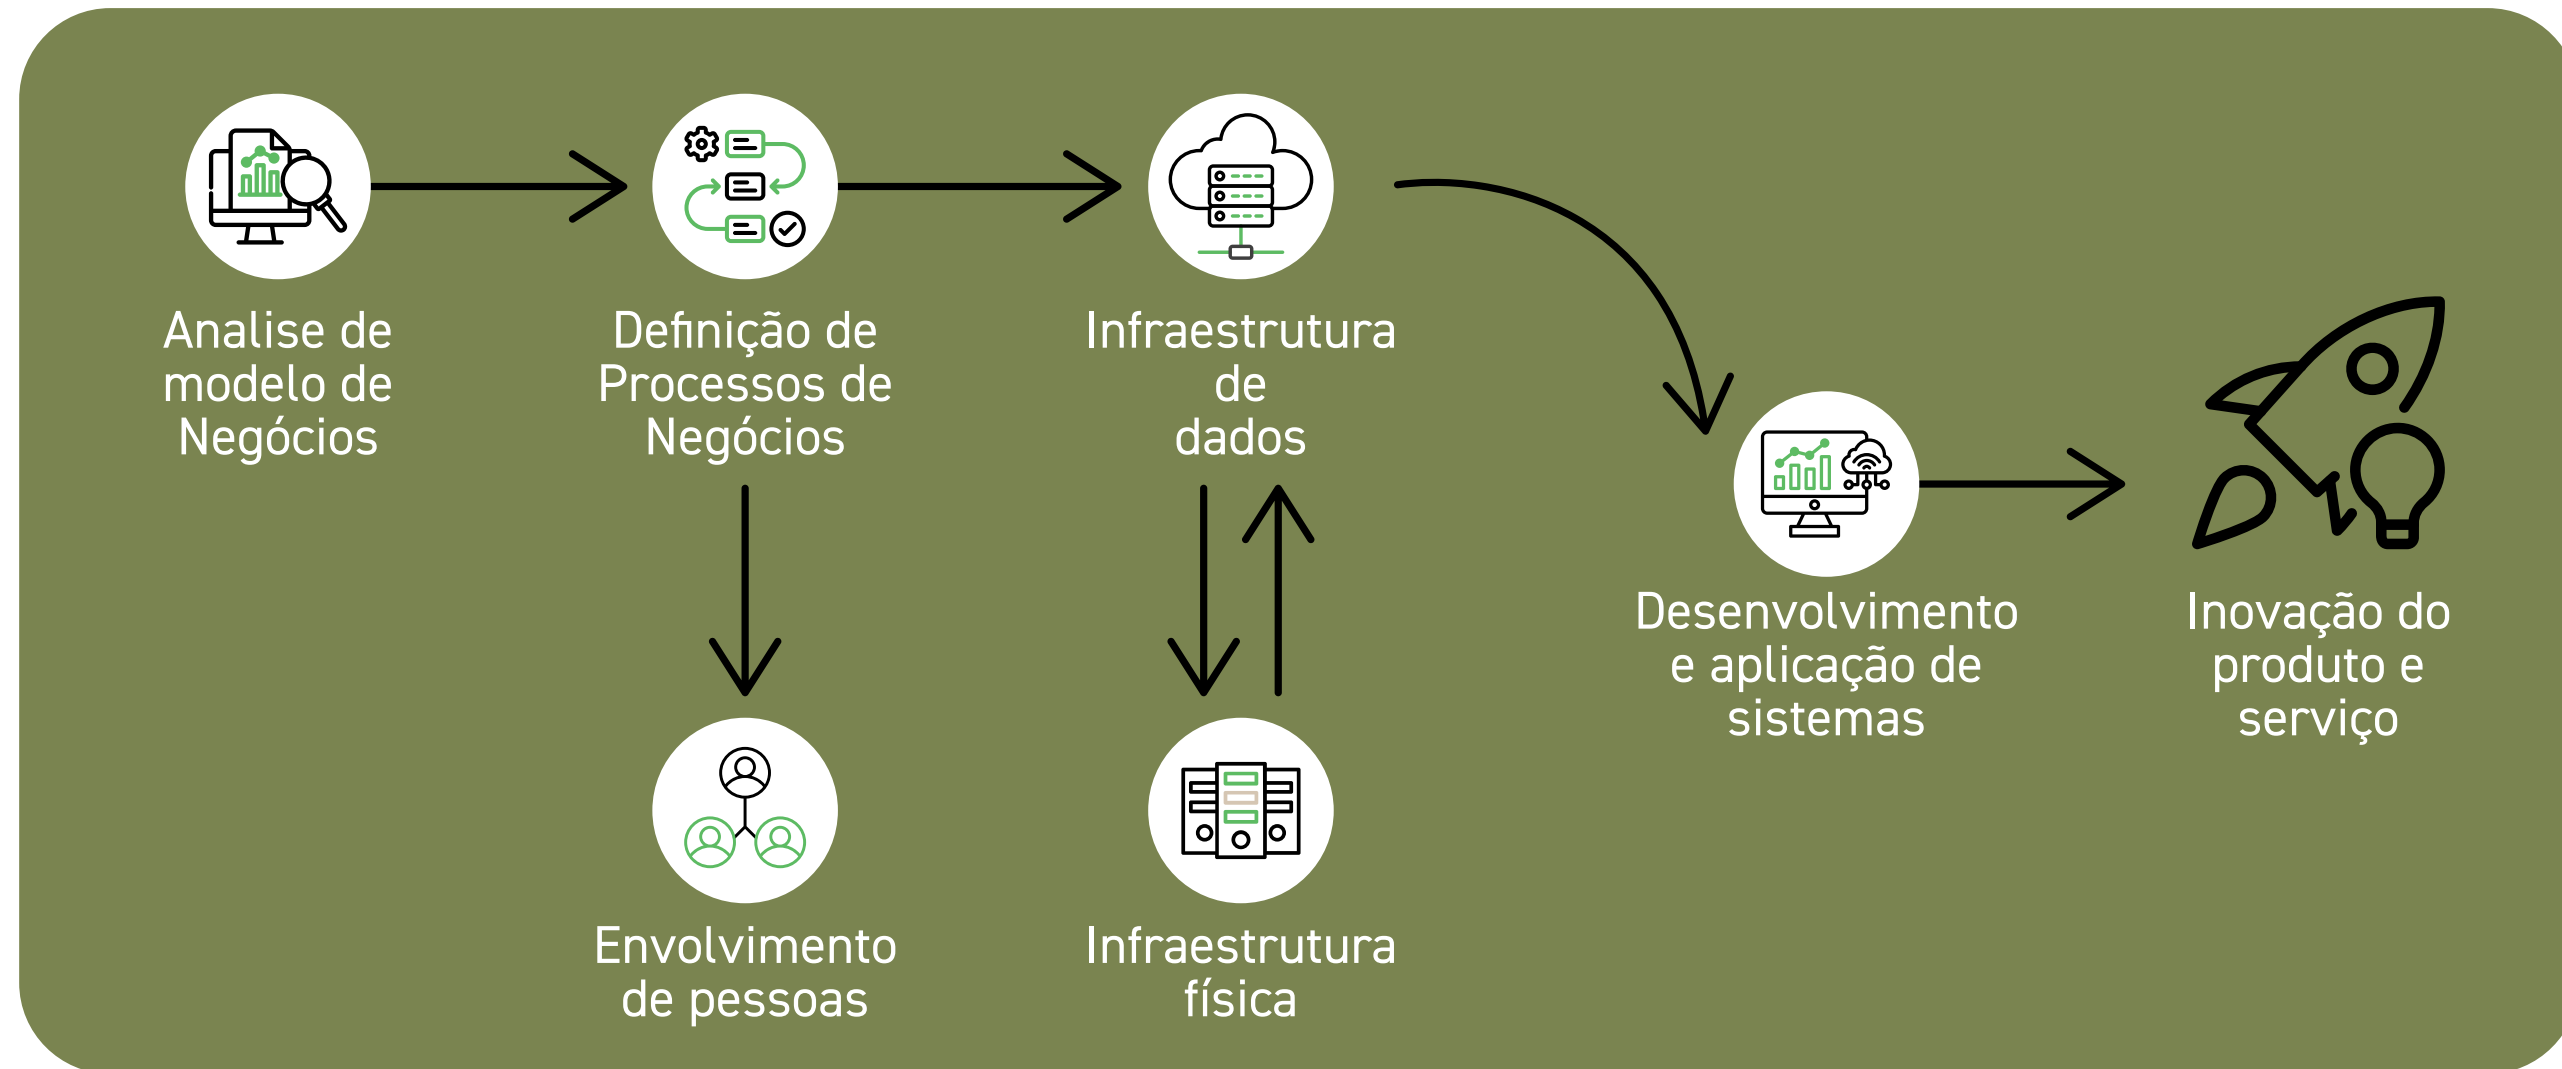 Analise de
modelo de
Negócios
Definição de
Processos de
Negócios
Infraestrutura
de
dados
Desenvolvimento
e aplicação de
sistemas
Inovação do
produto e
serviço
Envolvimento
de pessoas
Infraestrutura
física